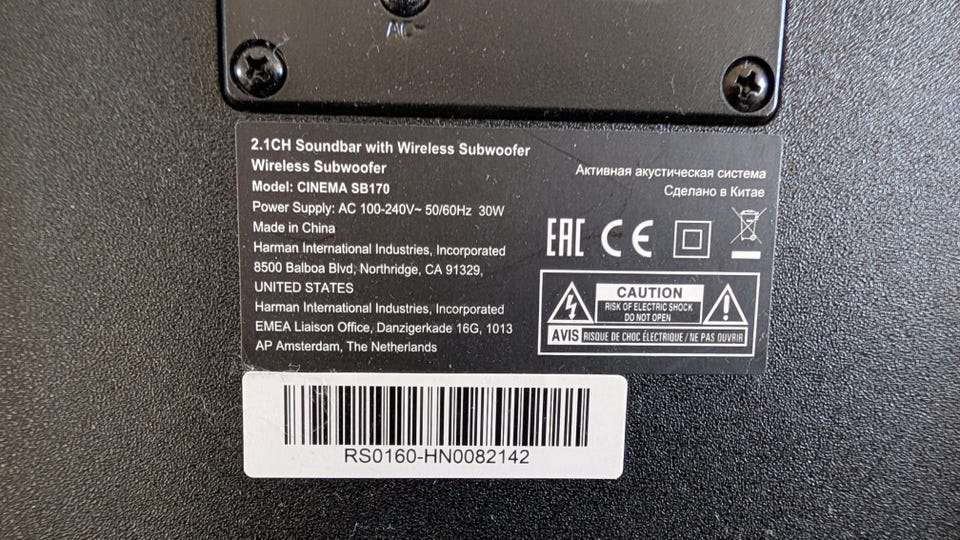 AC~
2.1CH Soundbar with Wireless Subwoofer
Wireless Subwoofer
Model: CINEMA SB170
Power Supply: AC 100-240V~ 50/60Hz 30W
Made in China
Harman International Industries, Incorporated
8500 Balboa Blvd, Northridge, CA 91329,
UNITED STATES
Harman International Industries, Incorporated
EMEA Liaison Office, Danzigerkade 16G, 1013
AP Amsterdam, The Netherlands
Активная акустическая система
Сделано в Китае
EAC CE
CAUTION
RISK OF ELECTRIC SHOCK
DO NOT OPEN
AVIS RISQUE DE CHOC ÉLECTRIQUE / NE PAS OUVRIR
RS0160-HN0082142